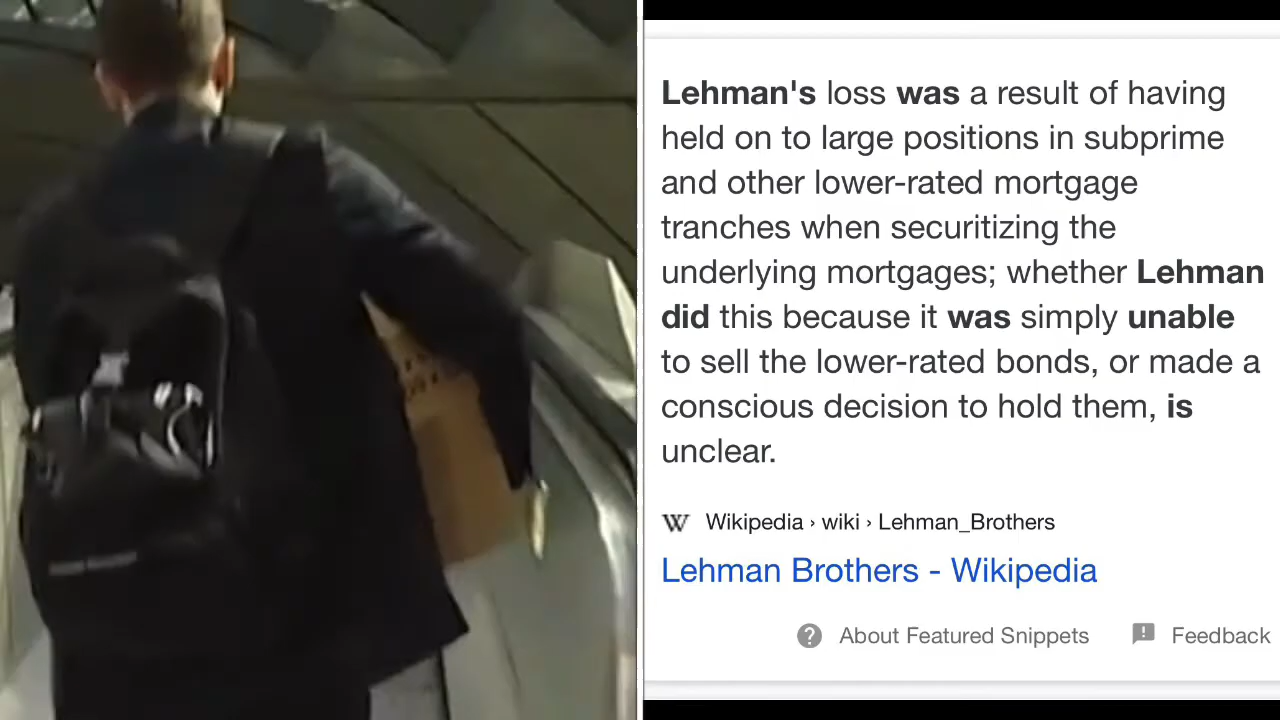 Lehman's loss was a result of having
held on to large positions in subprime
and other lower-rated mortgage
tranches when securitizing the
underlying mortgages; whether Lehman
did this because it was simply unable
to sell the lower-rated bonds, or made a
conscious decision to hold them, is
unclear.
W Wikipedia › wiki › Lehman_Brothers
Lehman Brothers - Wikipedia
? About Featured Snippets ! Feedback